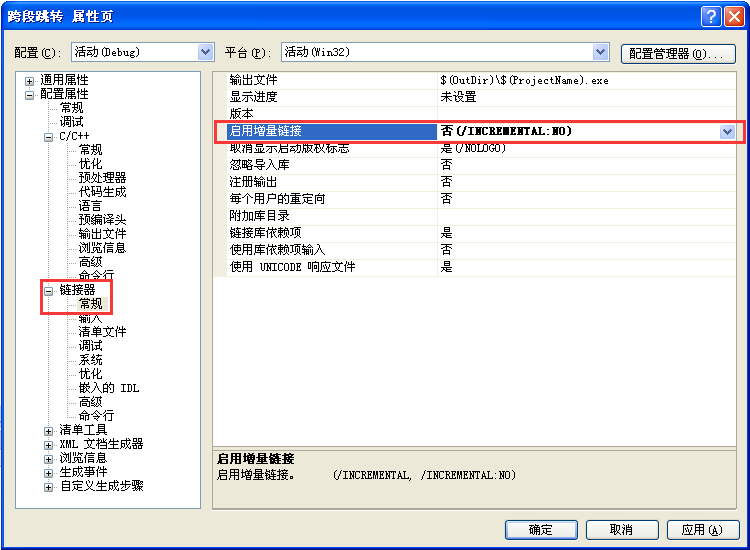 跨段跳转 属性页
配置(C): 活动(Debug) 平台(P): 活动(Win32) 配置管理器(O)...
通用属性
配置属性
常规
调试
C/C++
常规
优化
预处理器
代码生成
语言
预编译头
输出文件
浏览信息
高级
命令行
链接器
常规
输入
清单文件
调试
系统
优化
嵌入的 IDL
高级
命令行
清单工具
XML 文档生成器
浏览信息
生成事件
自定义生成步骤
输出文件 $(OutDir)\$(ProjectName).exe
显示进度 未设置
版本
启用增量链接 否(/INCREMENTAL:NO)
取消显示启动版权标志 是(/NOLOGO)
忽略导入库 否
注册输出 否
每个用户的重定向 否
附加库目录
链接库依赖项 是
使用库依赖项输入 否
使用 UNICODE 响应文件 是
启用增量链接
启用增量链接。 (/INCREMENTAL, /INCREMENTAL:NO)
确定 取消 应用(A)